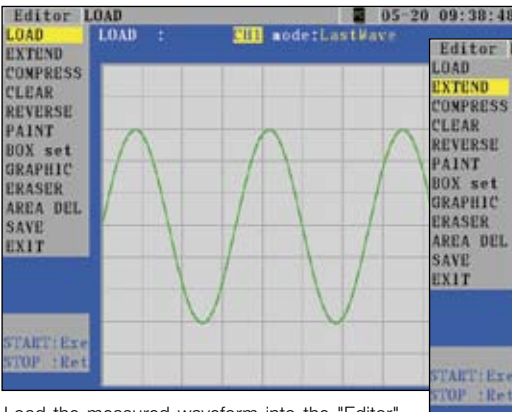 Editor LOAD 05-20 09:38:48
LOAD LOAD : CH1 mode:LastWave
EXTEND
COMPRESS
CLEAR
REVERSE
PAINT
BOX set
GRAPHIC
ERASER
AREA DEL
SAVE
EXIT
START:Exe
STOP :Ret
Editor
LOAD
EXTEND
COMPRESS
CLEAR
REVERSE
PAINT
BOX set
GRAPHIC
ERASER
AREA DEL
SAVE
EXIT
START:Exe
STOP :Ret
Load the measured waveform into the "Editor"